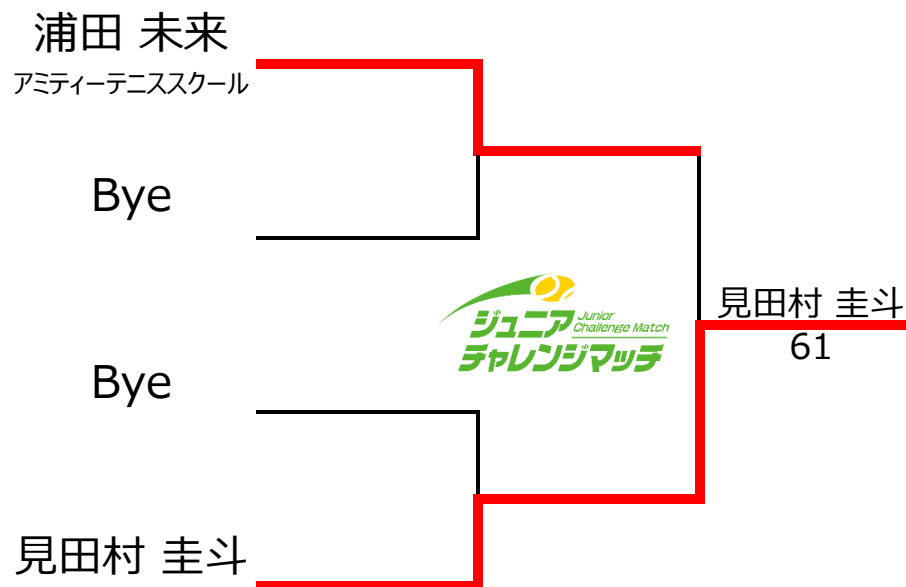 浦田 未来
アミティーテニススクール
Bye
ジュニア Junior Challenge Match
チャレンジマッチ
見田村 圭斗
61
Bye
見田村 圭斗